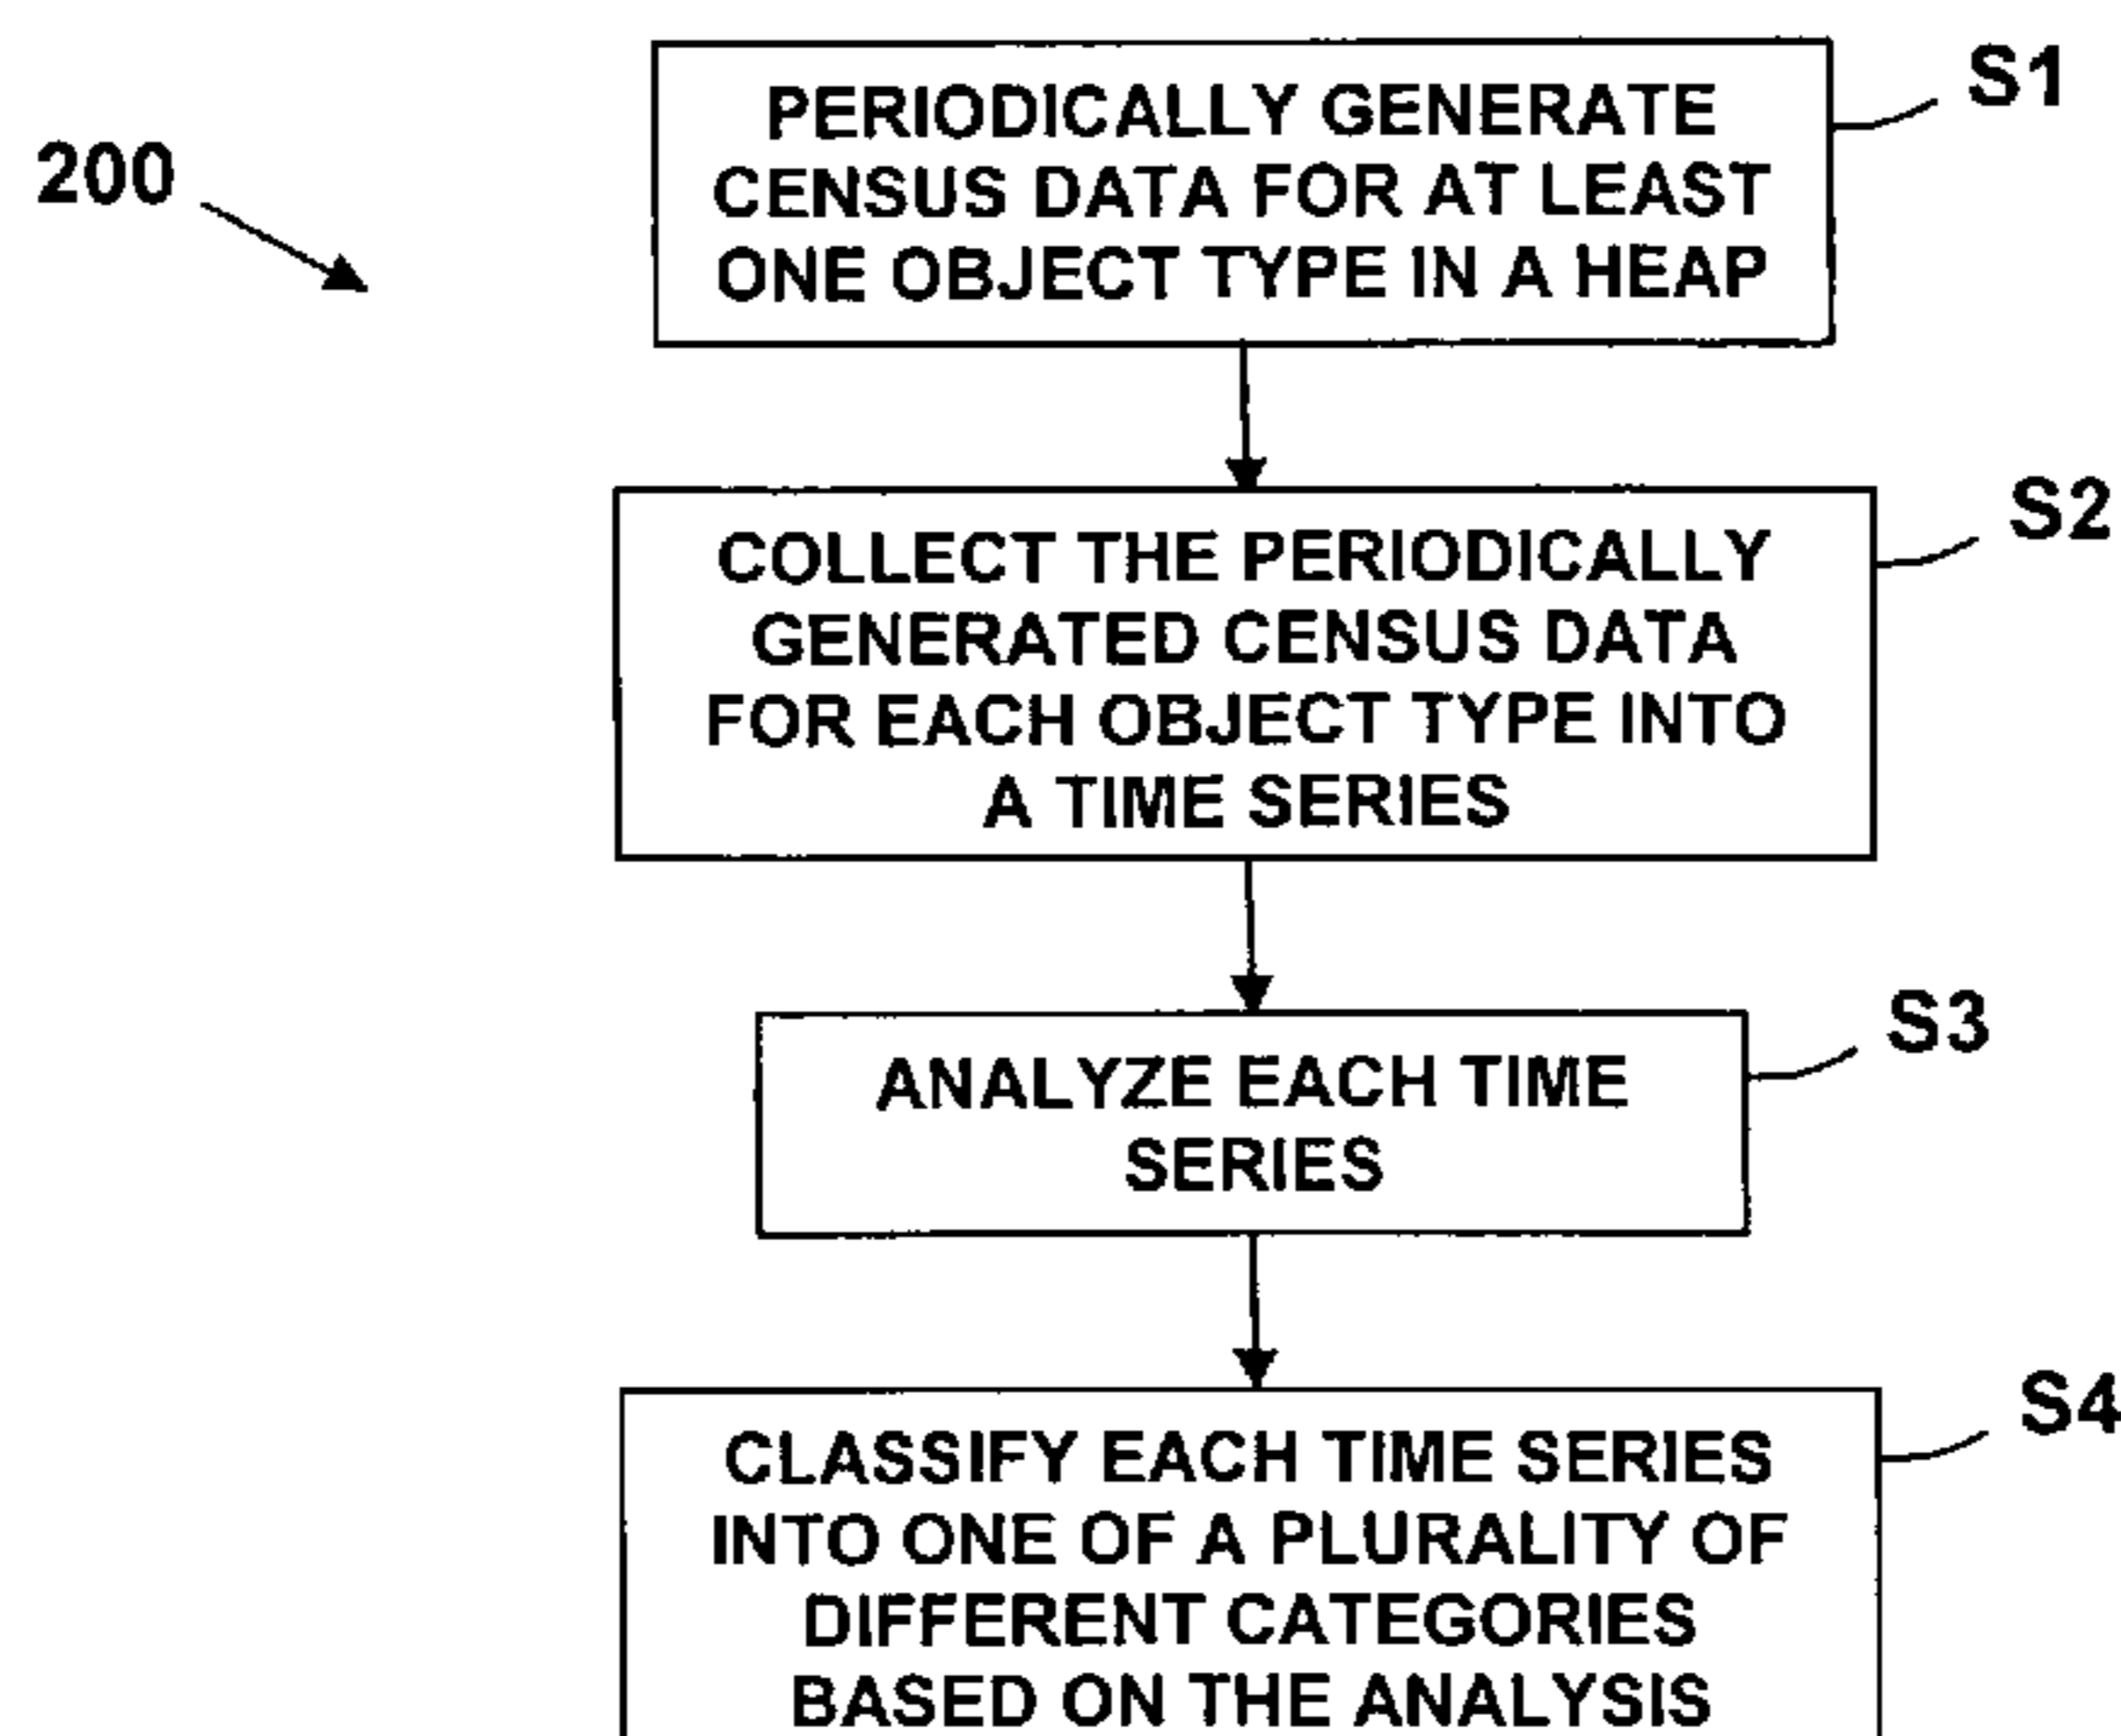 200
PERIODICALLY GENERATE
CENSUS DATA FOR AT LEAST
ONE OBJECT TYPE IN A HEAP
S1
COLLECT THE PERIODICALLY
GENERATED CENSUS DATA
FOR EACH OBJECT TYPE INTO
A TIME SERIES
S2
ANALYZE EACH TIME
SERIES
S3
CLASSIFY EACH TIME SERIES
INTO ONE OF A PLURALITY OF
DIFFERENT CATEGORIES
BASED ON THE ANALYSIS
S4